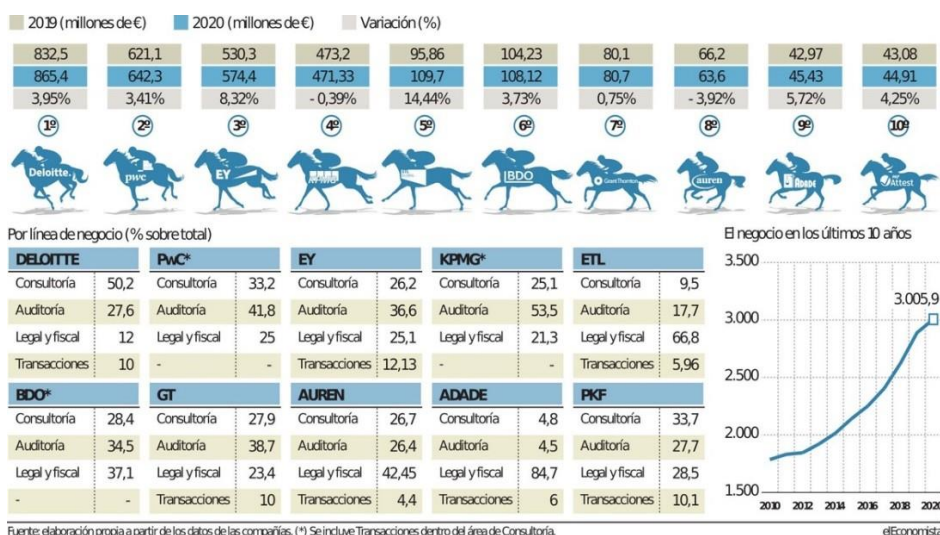 2019 (millones de €) 2020 (millones de €) Variación (%)
832,5 621,1 530,3 473,2 95,86 104,23 80,1 66,2 42,97 43,08
865,4 642,3 574,4 471,33 109,7 108,12 80,7 63,6 45,43 44,91
3,95% 3,41% 8,32% - 0,39% 14,44% 3,73% 0,75% - 3,92% 5,72% 4,25%
1º 2º 3º 4º 5º 6º 7º 8º 9º 10º
Deloitte. pwc EY KPMG BDO Grant Thornton auren ADADE Attest
Por línea de negocio (% sobre total)
DELOITTE PwC* EY KPMG* ETL
Consultoría 50,2 Consultoría 33,2 Consultoría 26,2 Consultoría 25,1 Consultoría 9,5
Auditoría 27,6 Auditoría 41,8 Auditoría 36,6 Auditoría 53,5 Auditoría 17,7
Legal y fiscal 12 Legal y fiscal 25 Legal y fiscal 25,1 Legal y fiscal 21,3 Legal y fiscal 66,8
Transacciones 10 - - Transacciones 12,13 - - Transacciones 5,96
BDO* GT AUREN ADADE PKF
Consultoría 28,4 Consultoría 27,9 Consultoría 26,7 Consultoría 4,8 Consultoría 33,7
Auditoría 34,5 Auditoría 38,7 Auditoría 26,4 Auditoría 4,5 Auditoría 27,7
Legal y fiscal 37,1 Legal y fiscal 23,4 Legal y fiscal 42,45 Legal y fiscal 84,7 Legal y fiscal 28,5
- - Transacciones 10 Transacciones 4,4 Transacciones 6 Transacciones 10,1
El negocio en los últimos 10 años
3.500
3.005,9
3.000
2.500
2.000
1.500
2010 2012 2014 2016 2018 2020
Fuente: elaboración propia a partir de los datos de las compañías. (*) Se incluye Transacciones dentro del área de Consultoría. elEconomista